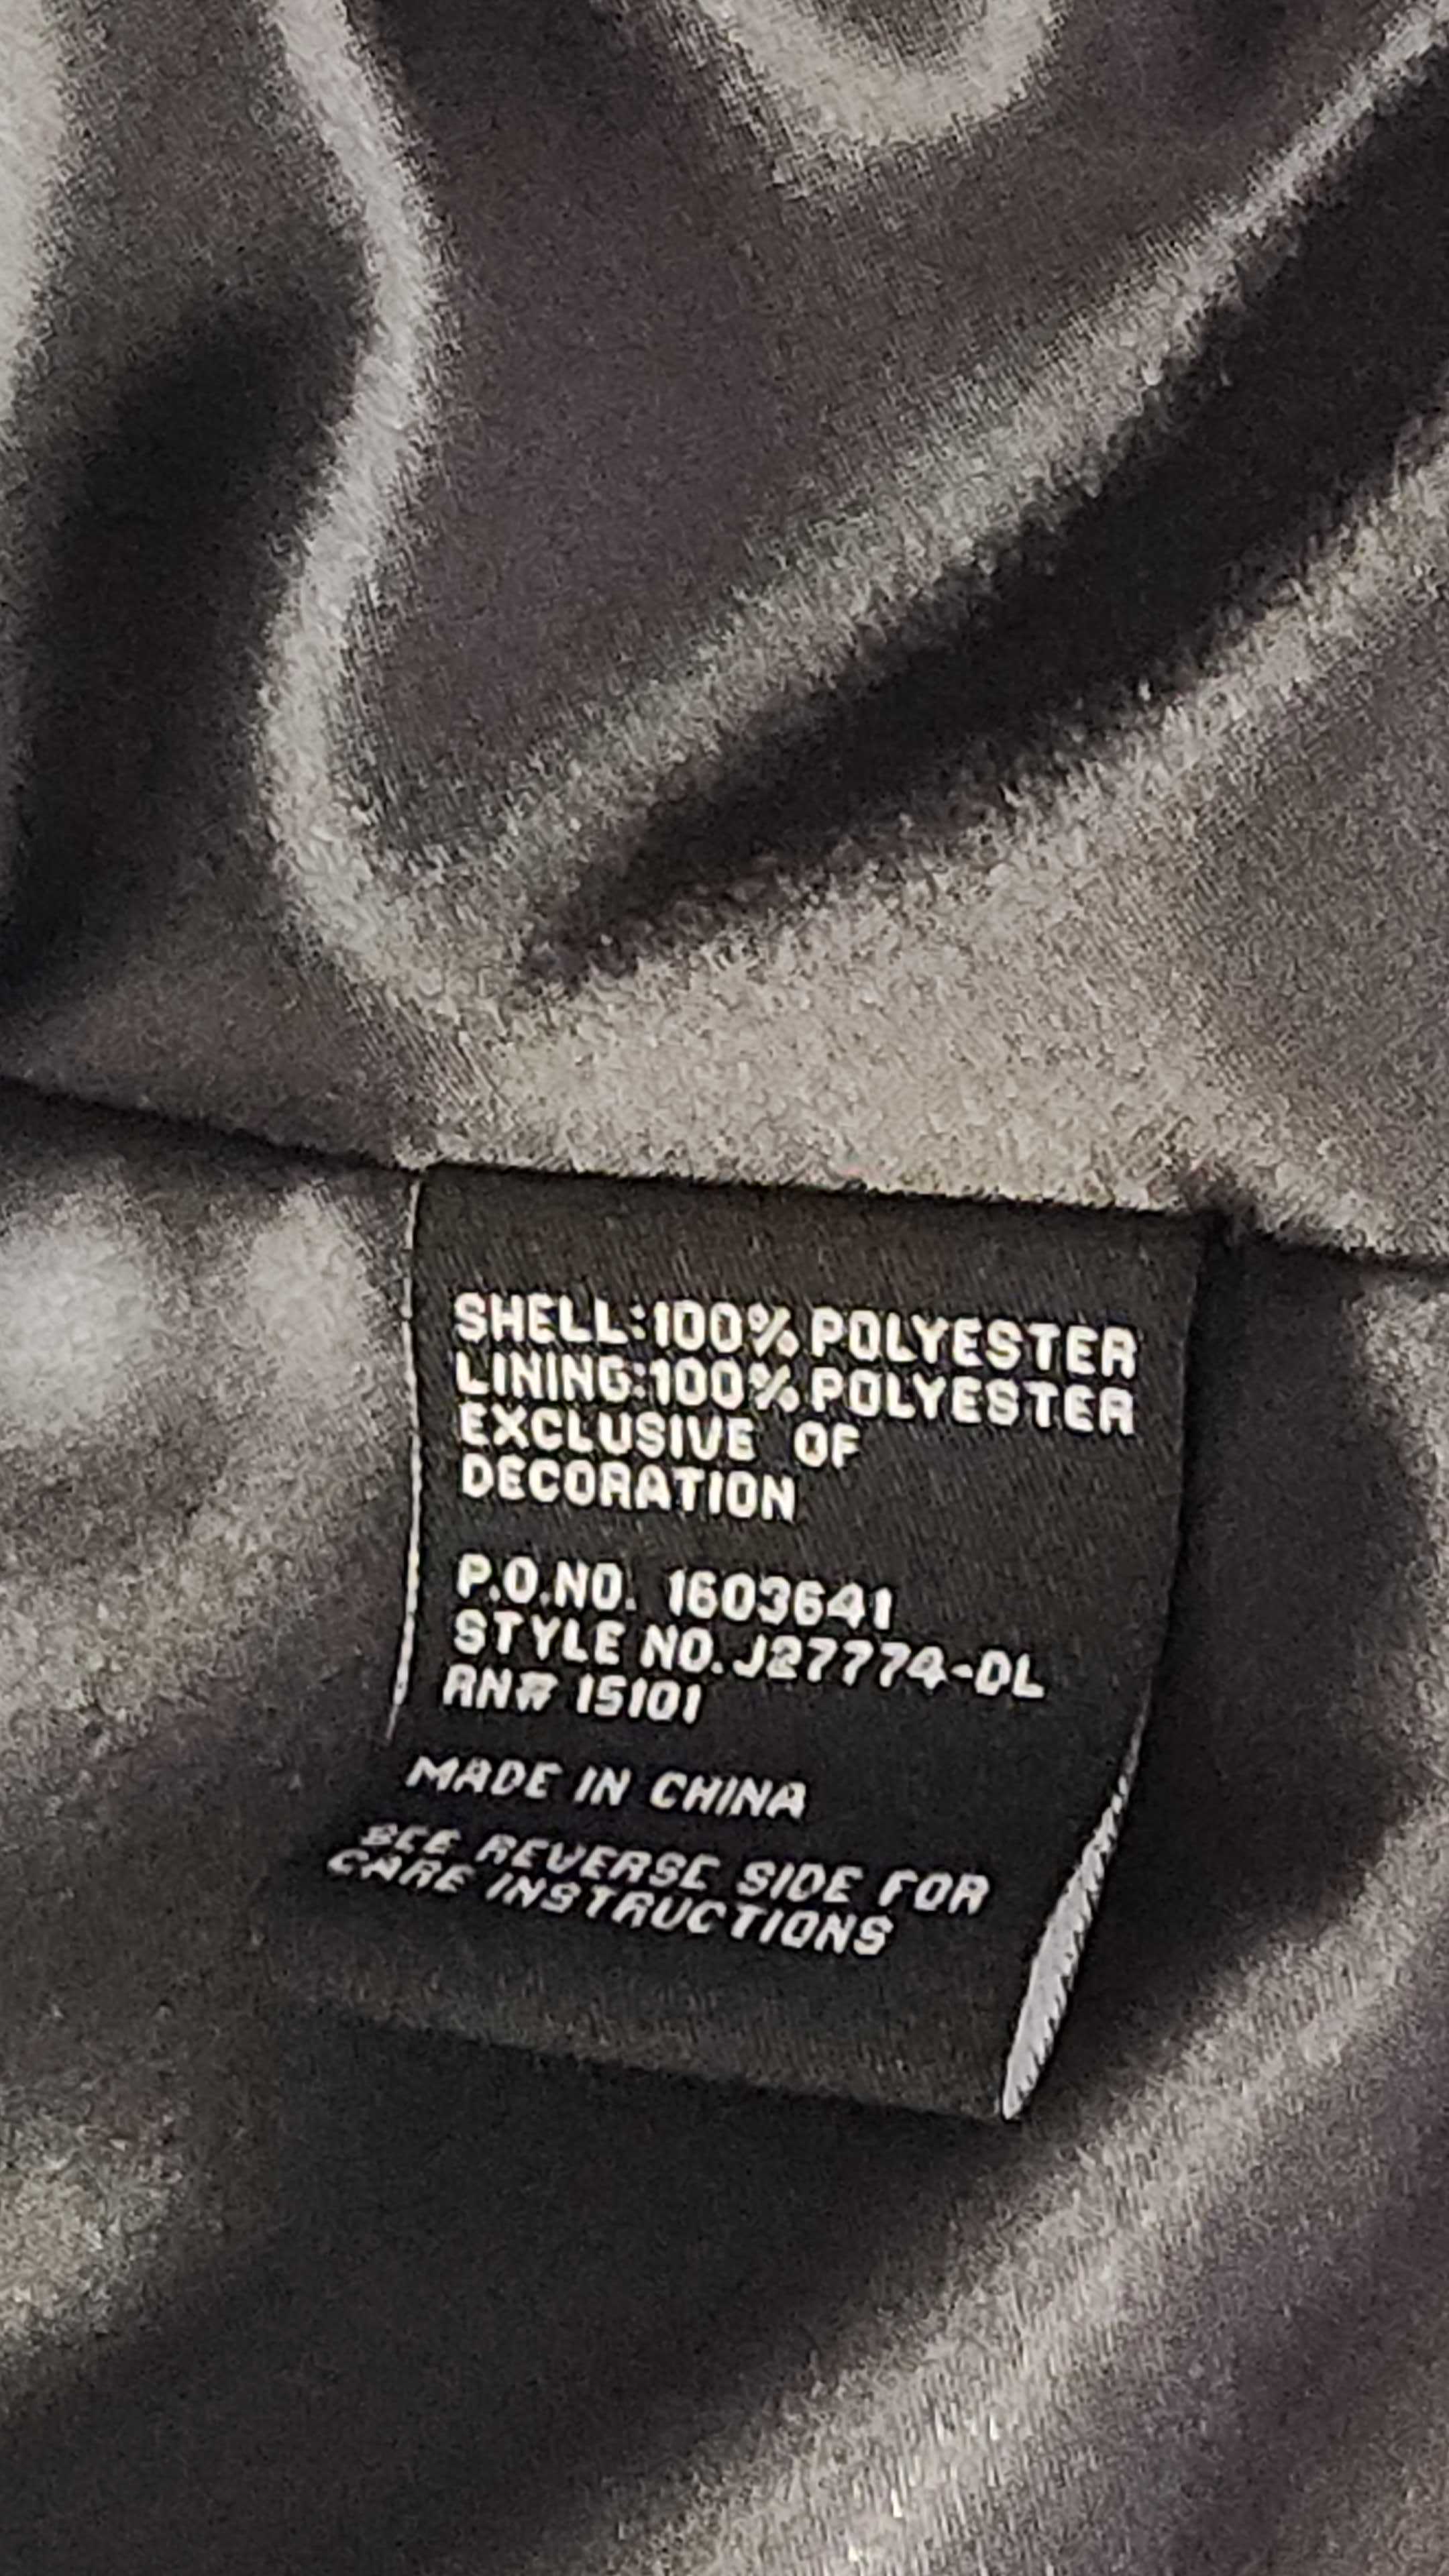 SHELL:100% POLYESTER
LINING:100% POLYESTER
EXCLUSIVE OF
DECORATION
P.O.NO. 1603641
STYLE NO. J27774-DL
RN# 15101
MADE IN CHINA
SEE REVERSE SIDE FOR
CARE INSTRUCTIONS